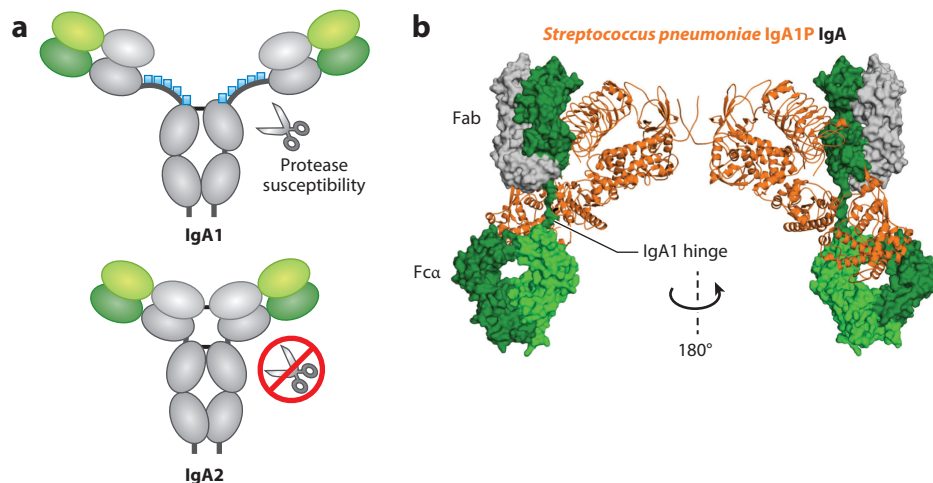 a
Protease
susceptibility
IgA1
IgA2
b
Streptococcus pneumoniae IgA1P IgA
Fab
IgA1 hinge
Fcα
180°